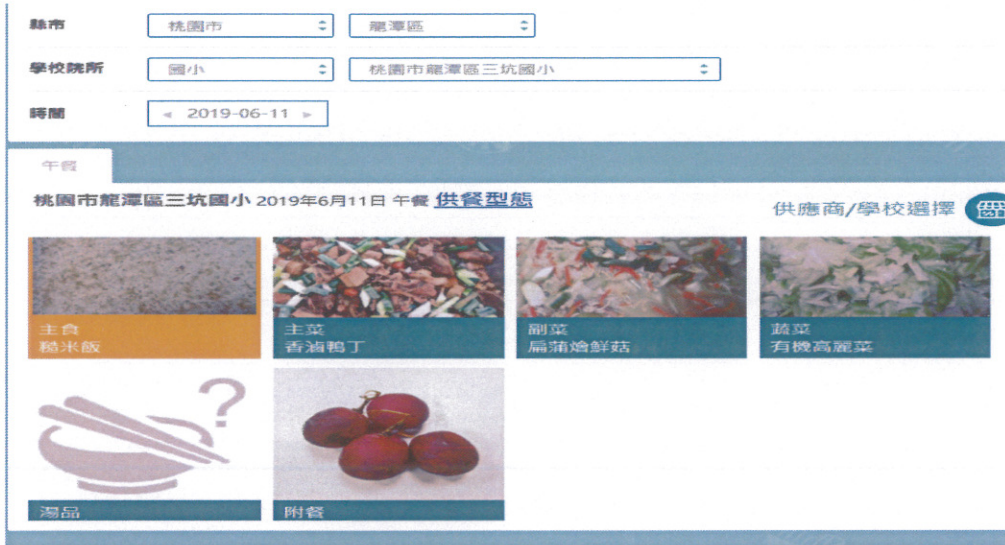 縣市 桃園市 龍潭區
學校院所 國小 桃園市龍潭區三坑國小
時間 2019-06-11
午餐
桃園市龍潭區三坑國小 2019年6月11日 午餐 供餐型態
供應商/學校選擇
主食
糙米飯
主菜
香滷鴨丁
副菜
扁蒲燴鮮菇
蔬菜
有機高麗菜
湯品
附餐